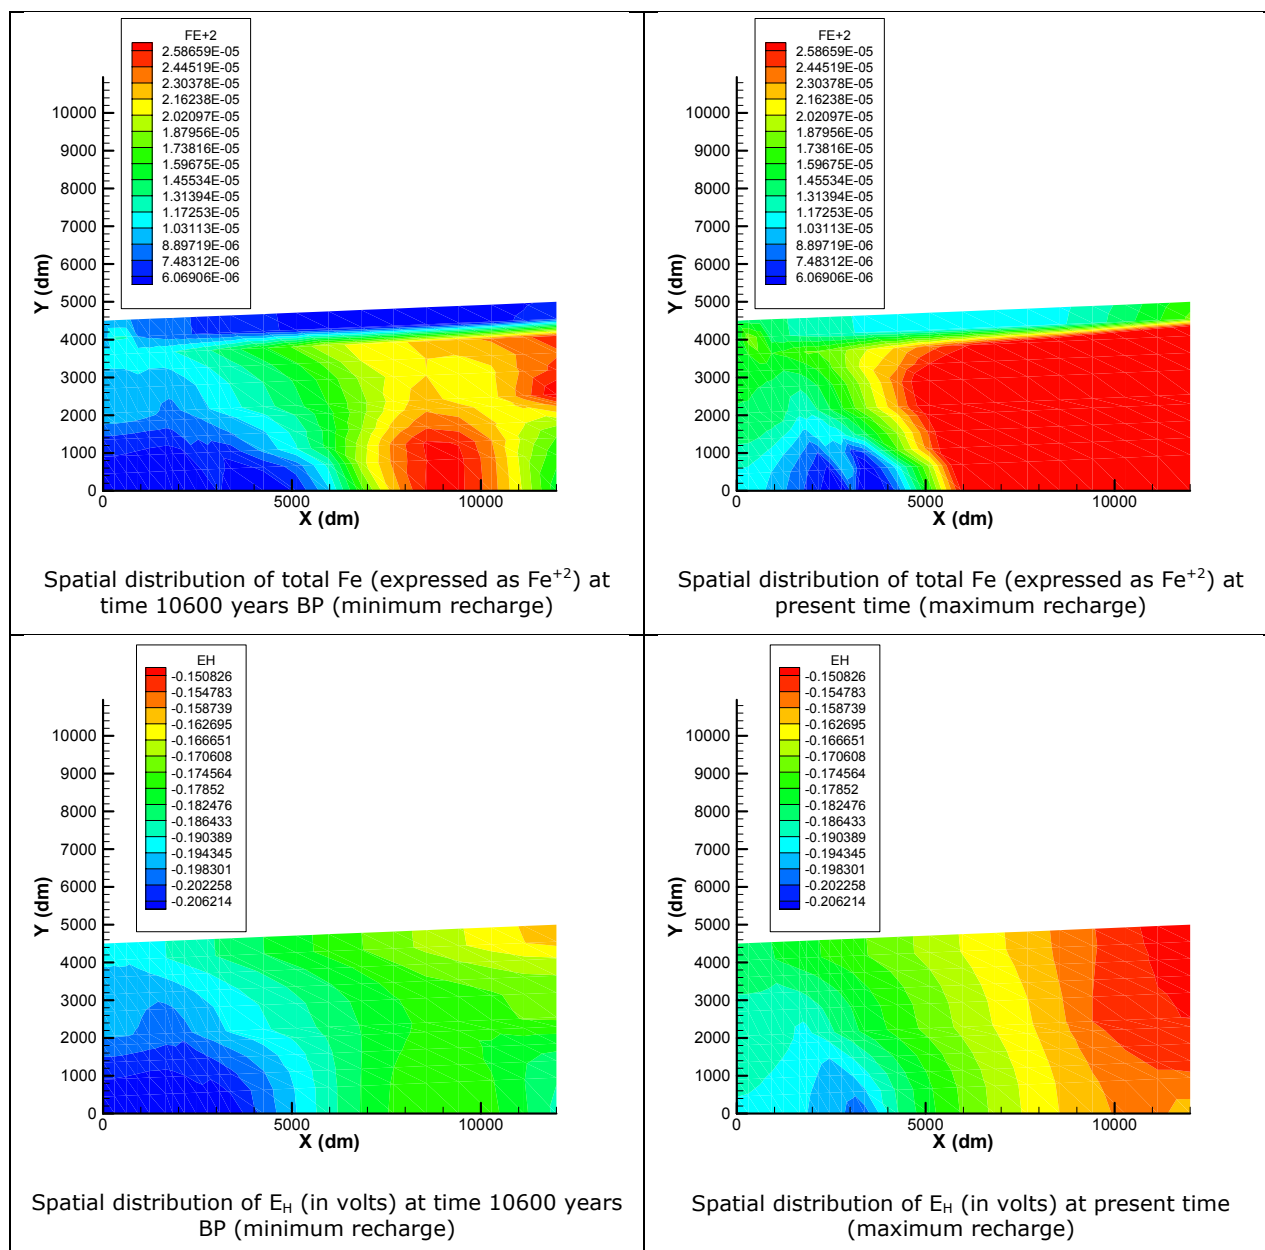 FE+2
2.58659E-05
2.44519E-05
2.30378E-05
2.16238E-05
2.02097E-05
1.87956E-05
1.73816E-05
1.59675E-05
1.45534E-05
1.31394E-05
1.17253E-05
1.03113E-05
8.89719E-06
7.48312E-06
6.06906E-06
10000
9000
8000
7000
6000
5000
4000
3000
2000
1000
0
Y (dm)
0
5000
10000
X (dm)
Spatial distribution of total Fe (expressed as Fe+2) at
time 10600 years BP (minimum recharge)
FE+2
2.58659E-05
2.44519E-05
2.30378E-05
2.16238E-05
2.02097E-05
1.87956E-05
1.73816E-05
1.59675E-05
1.45534E-05
1.31394E-05
1.17253E-05
1.03113E-05
8.89719E-06
7.48312E-06
6.06906E-06
10000
9000
8000
7000
6000
5000
4000
3000
2000
1000
0
Y (dm)
0
5000
10000
X (dm)
Spatial distribution of total Fe (expressed as Fe+2) at
present time (maximum recharge)
EH
-0.150826
-0.154783
-0.158739
-0.162695
-0.166651
-0.170608
-0.174564
-0.17852
-0.182476
-0.186433
-0.190389
-0.194345
-0.198301
-0.202258
-0.206214
10000
9000
8000
7000
6000
5000
4000
3000
2000
1000
0
Y (dm)
0
5000
10000
X (dm)
Spatial distribution of EH (in volts) at time 10600 years
BP (minimum recharge)
EH
-0.150826
-0.154783
-0.158739
-0.162695
-0.166651
-0.170608
-0.174564
-0.17852
-0.182476
-0.186433
-0.190389
-0.194345
-0.198301
-0.202258
-0.206214
10000
9000
8000
7000
6000
5000
4000
3000
2000
1000
0
Y (dm)
0
5000
10000
X (dm)
Spatial distribution of EH (in volts) at present time
(maximum recharge)